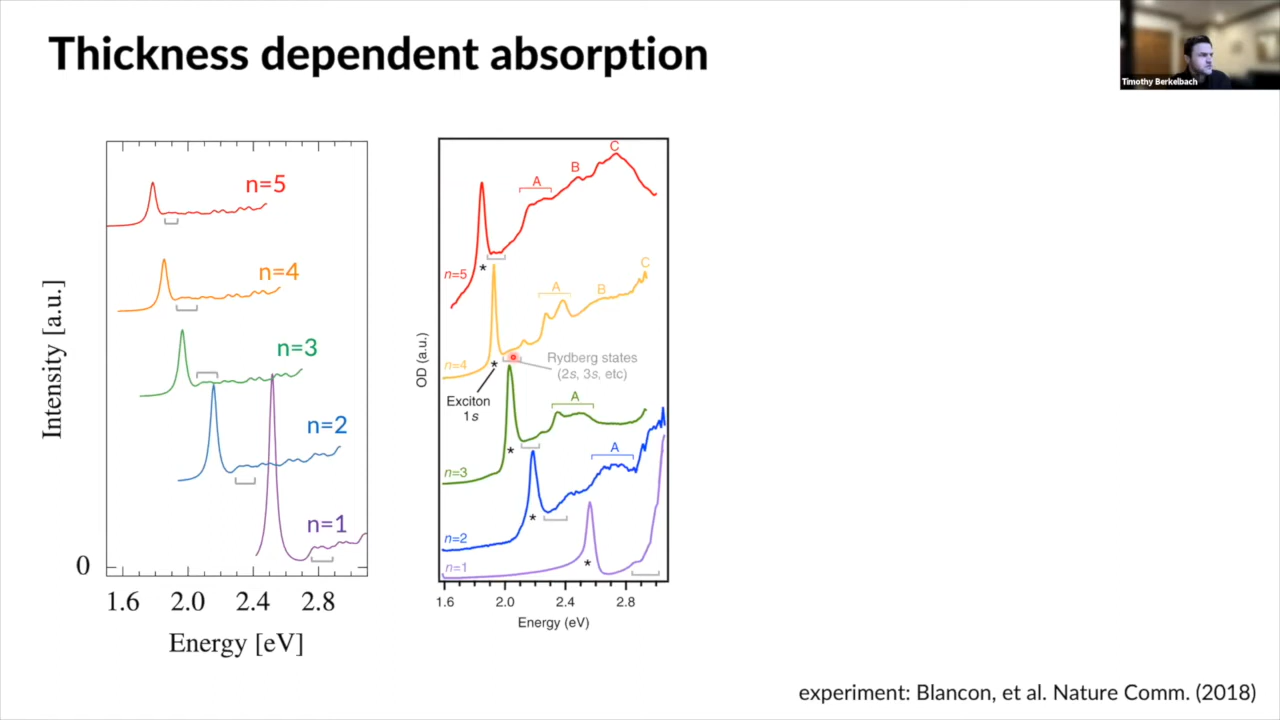 Thickness dependent absorption
Timothy Berkelbach
Intensity [a.u.]
n=5
n=4
n=3
n=2
n=1
0
1.6 2.0 2.4 2.8
Energy [eV]
OD (a.u.)
C
B
A
n=5
*
C
A
B
n=4
*
Rydberg states
(2s, 3s, etc)
Exciton
1s
A
n=3
*
A
n=2
*
n=1
*
1.6 2.0 2.4 2.8
Energy (eV)
experiment: Blancon, et al. Nature Comm. (2018)